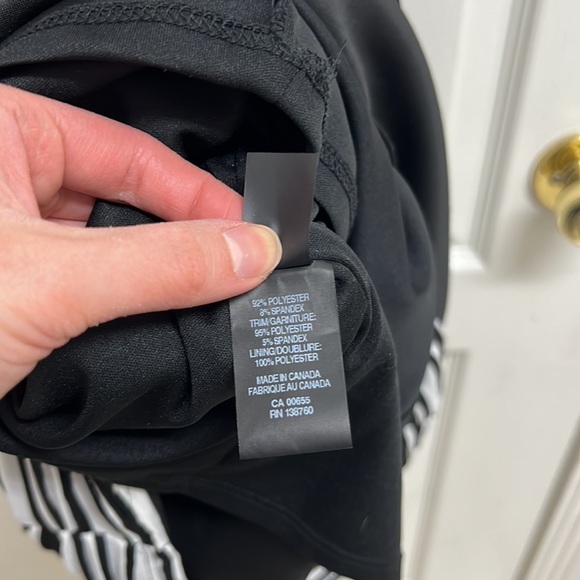 92% POLYESTER
8% SPANDEX
TRIM/GARNITURE:
95% POLYESTER
5% SPANDEX
LINING/DOUBLURE:
100% POLYESTER
MADE IN CANADA
FABRIQUE AU CANADA
CA 00655
RN 138760